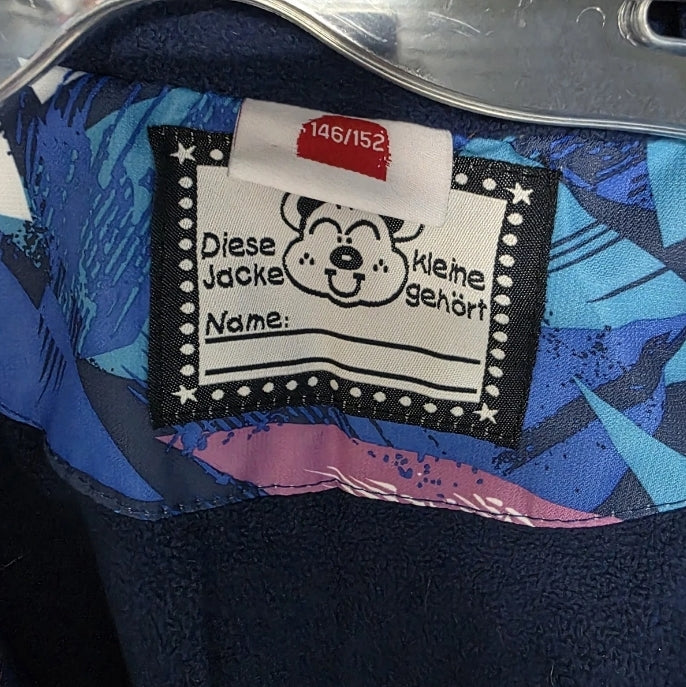 146/152
Diese kleine
Jacke gehört
Name: